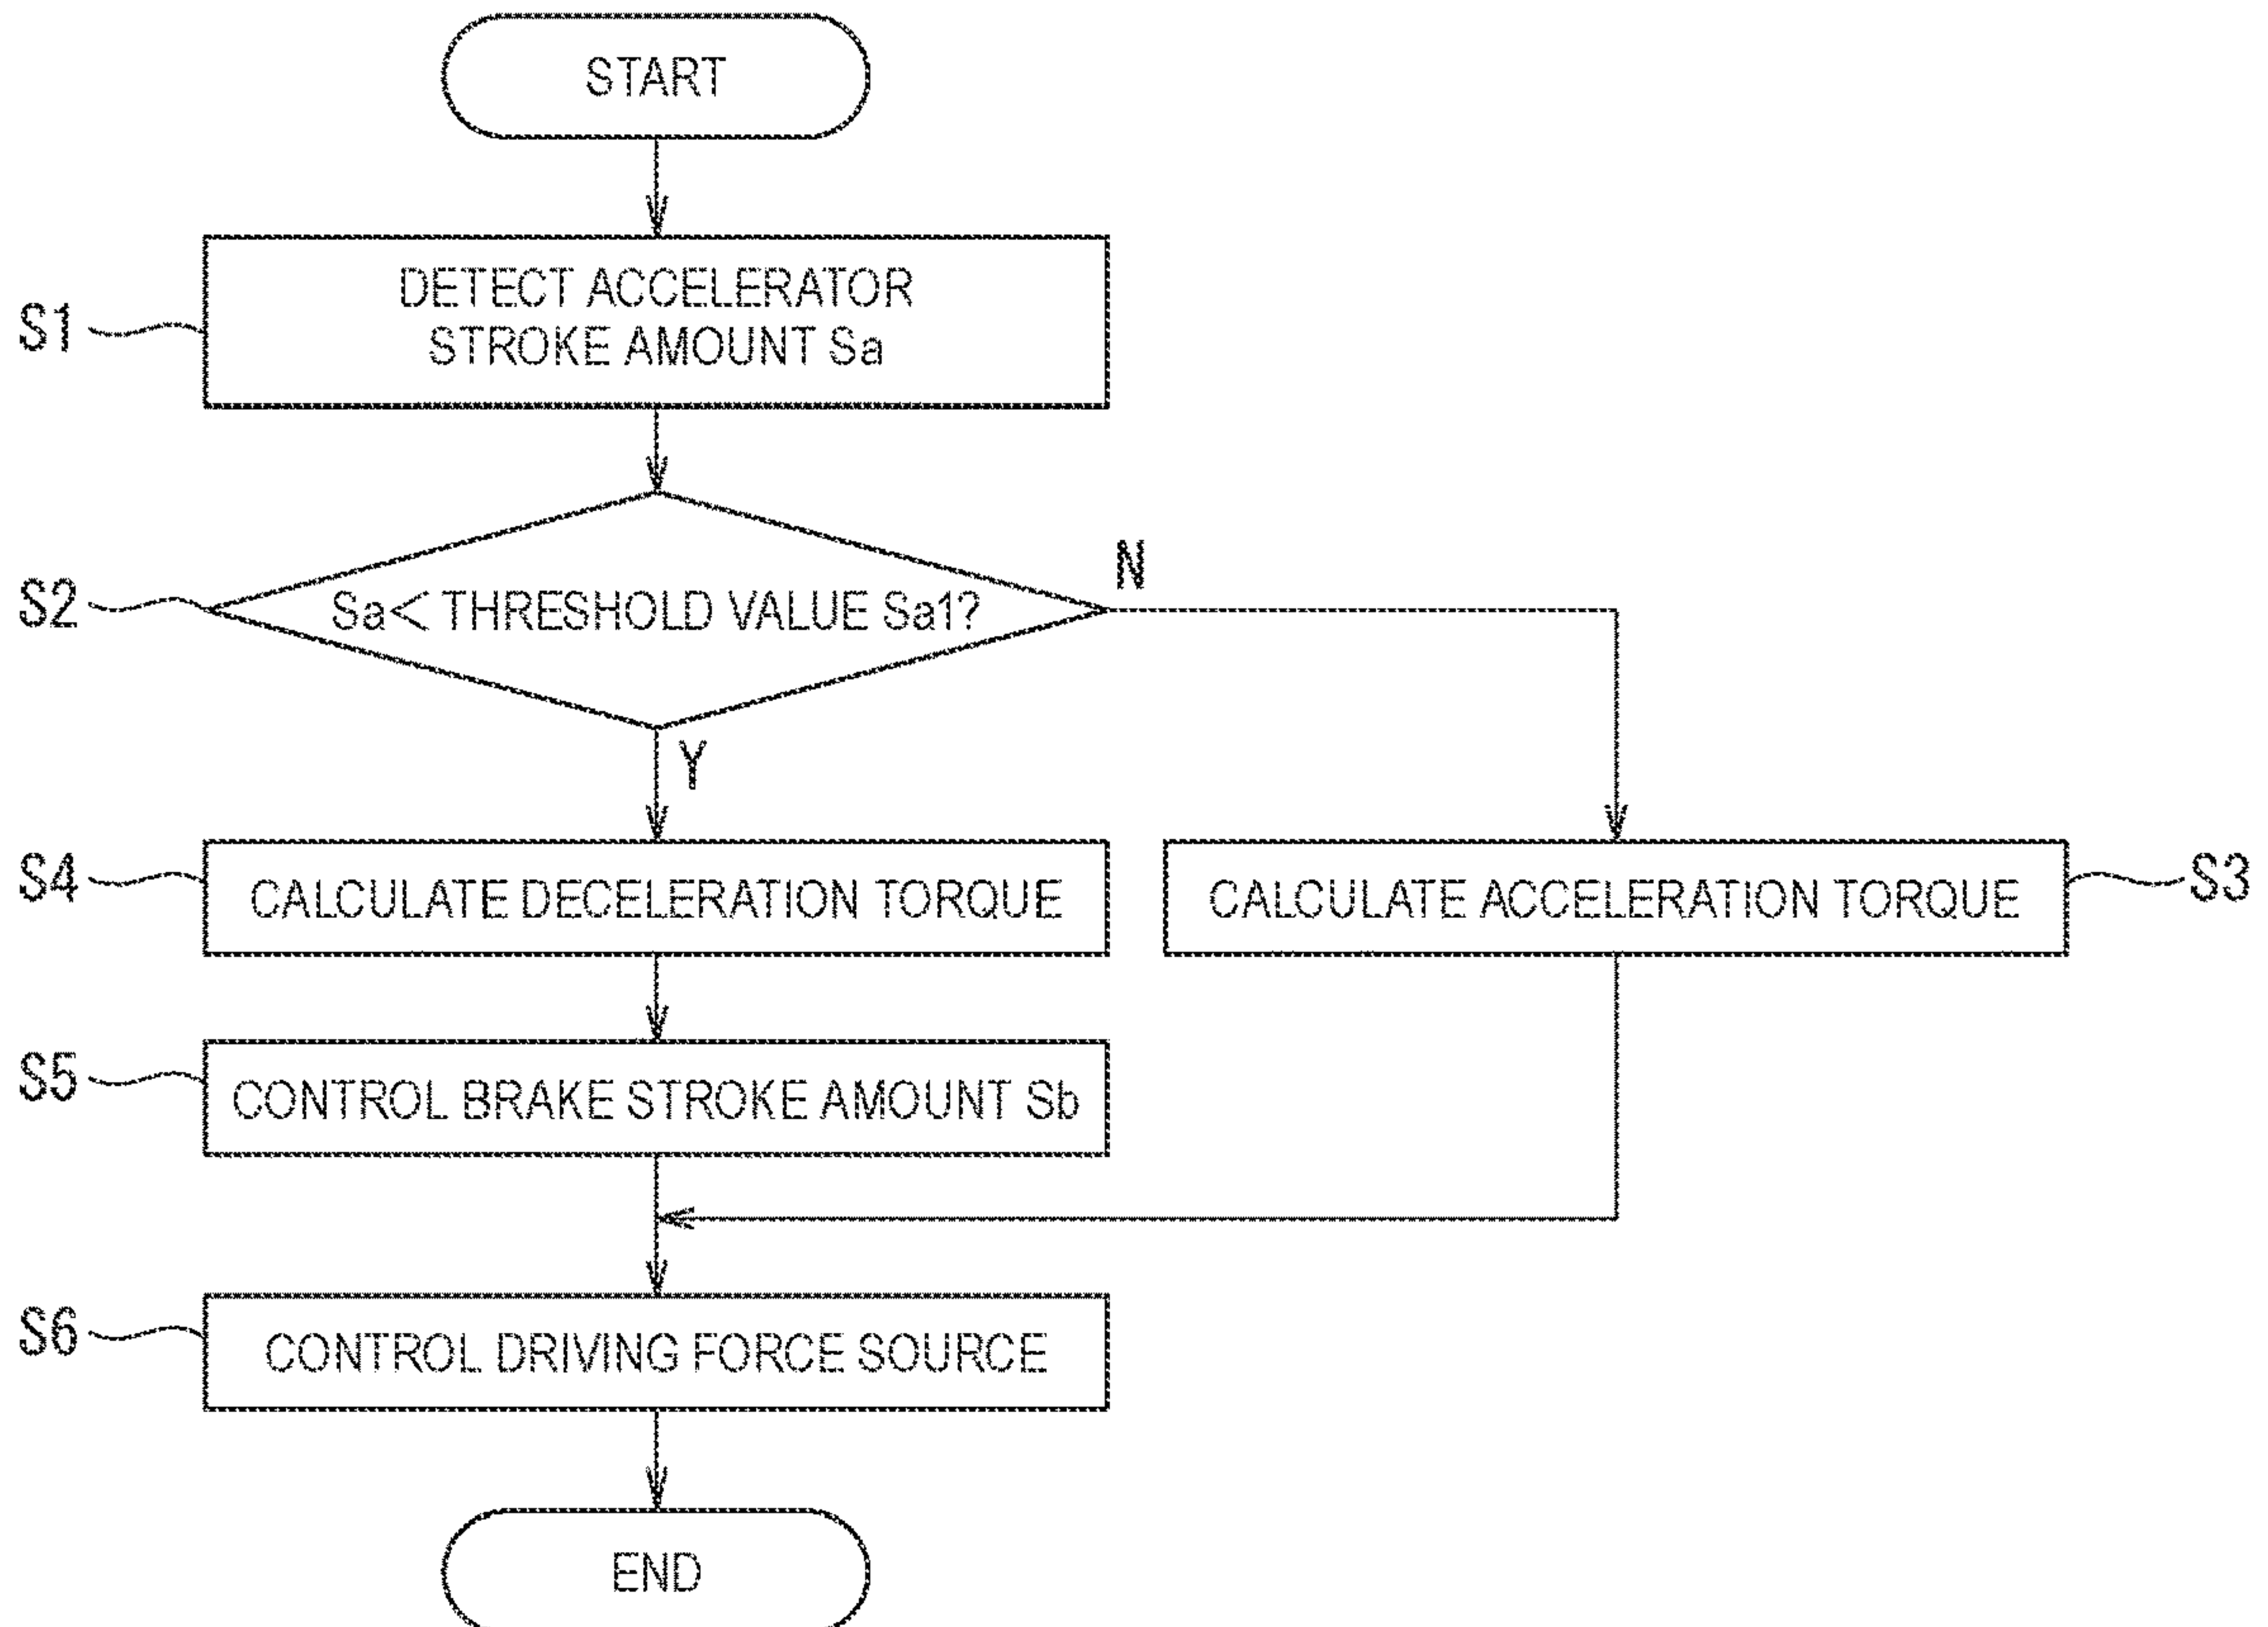 START
S1
DETECT ACCELERATOR
STROKE AMOUNT Sa
S2
Sa< THRESHOLD VALUE Sa1?
N
Y
S4
CALCULATE DECELERATION TORQUE
CALCULATE ACCELERATION TORQUE
S3
S5
CONTROL BRAKE STROKE AMOUNT Sb
S6
CONTROL DRIVING FORCE SOURCE
END